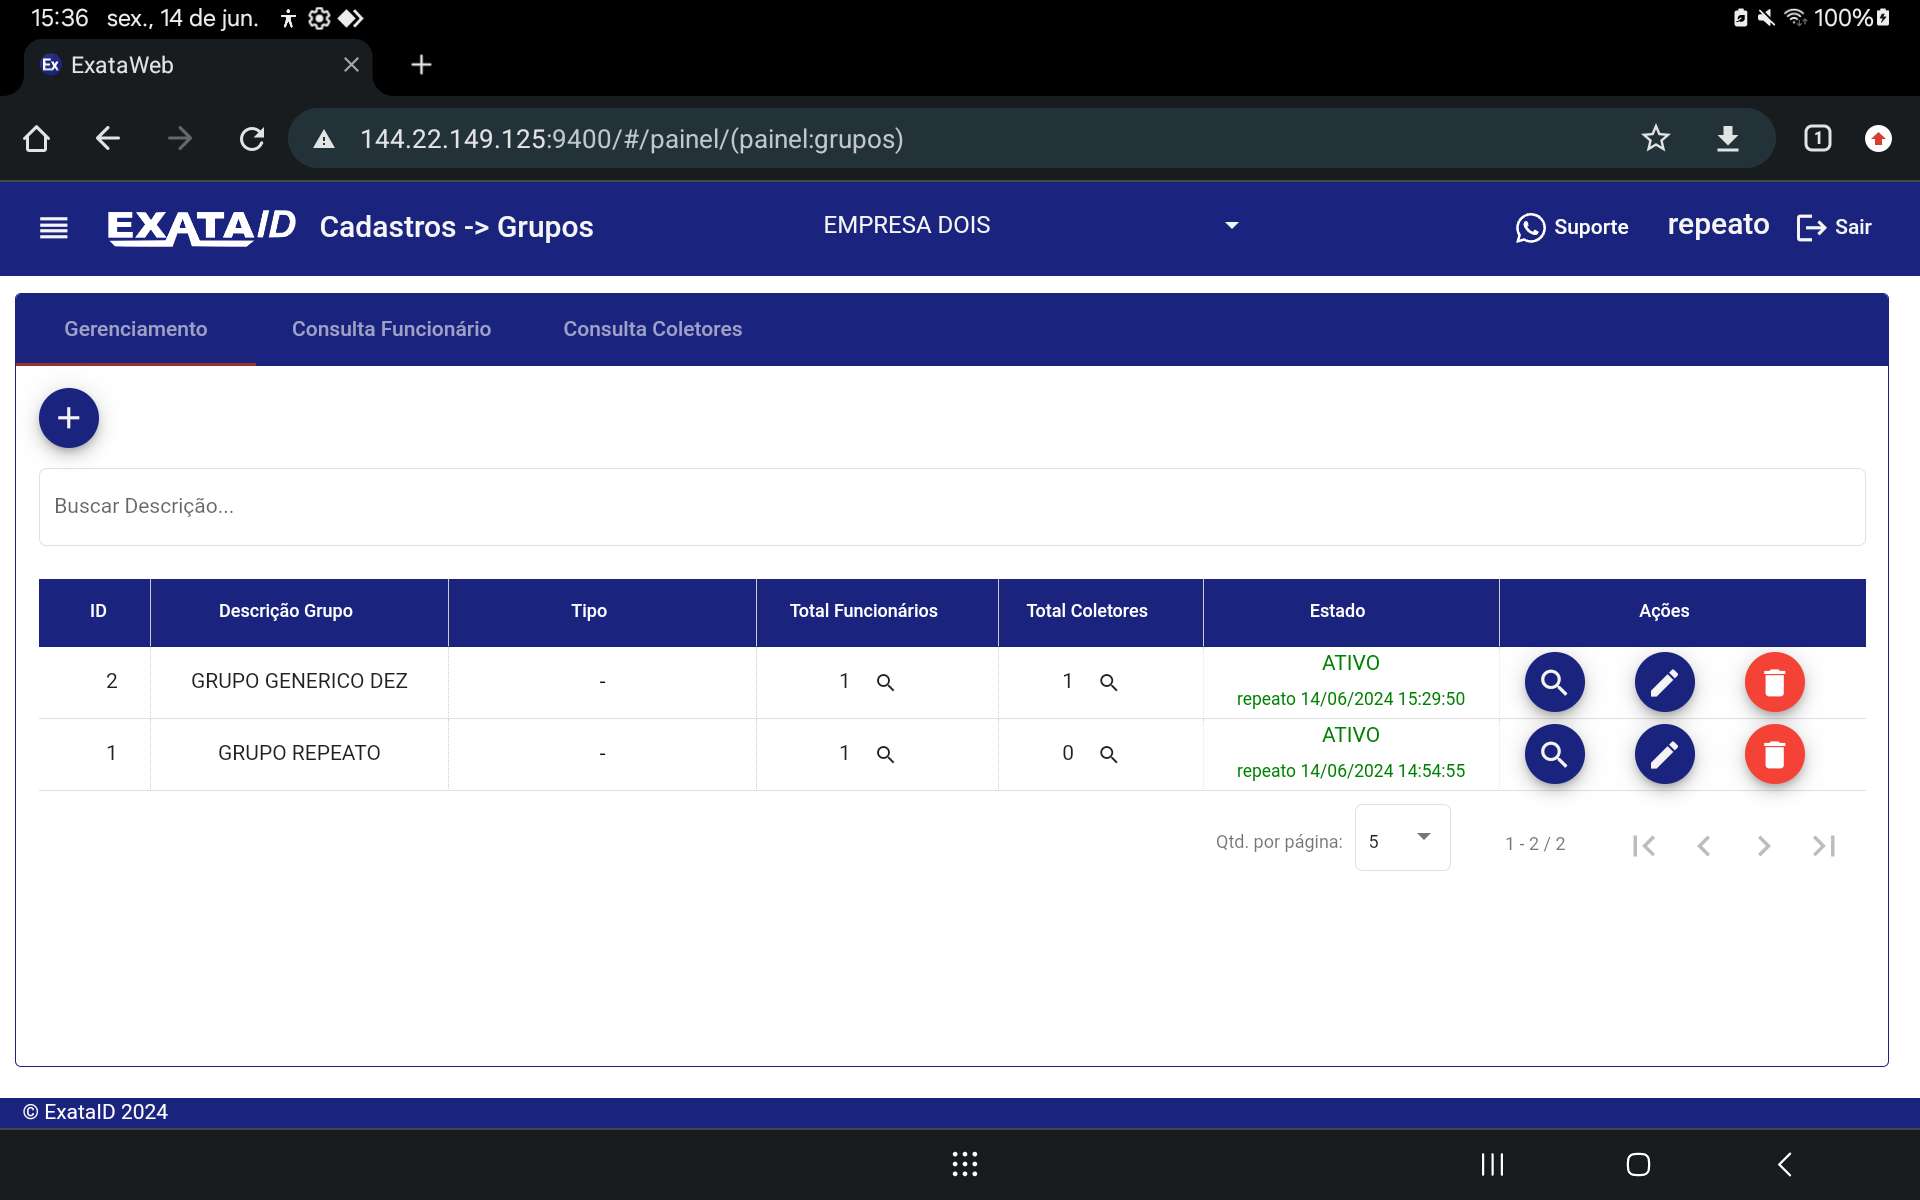 15:36 sex., 14 de jun. 100%
Ex ExataWeb
144.22.149.125:9400/#/painel/(painel:grupos) 1
EXATAID Cadastros -> Grupos EMPRESA DOIS Suporte repeato Sair
Gerenciamento Consulta Funcionário Consulta Coletores
Buscar Descrição...
ID Descrição Grupo Tipo Total Funcionários Total Coletores Estado Ações
2 GRUPO GENERICO DEZ - 1 1 ATIVO
repeato 14/06/2024 15:29:50
1 GRUPO REPEATO - 1 0 ATIVO
repeato 14/06/2024 14:54:55
Qtd. por página: 5 1 - 2 / 2
© ExataID 2024